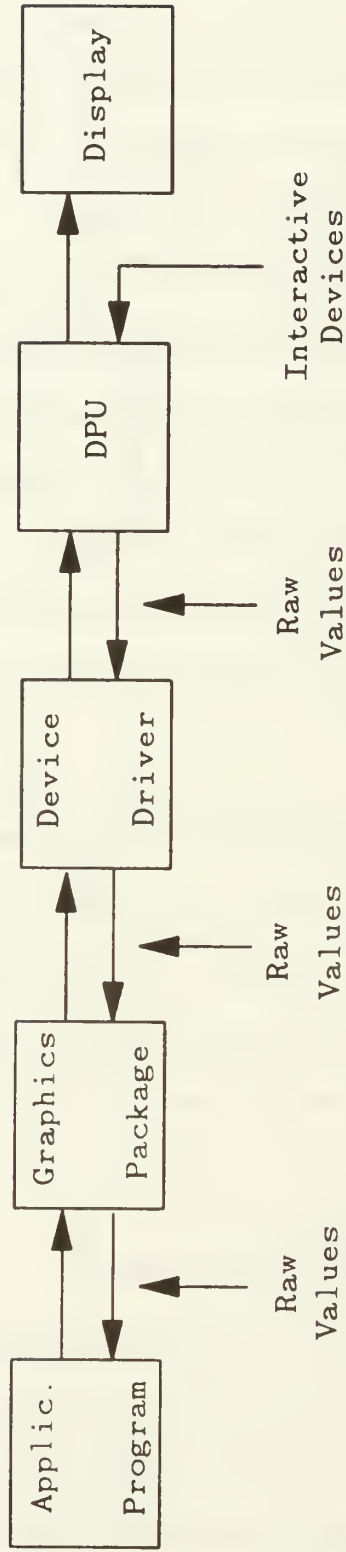 Applic.
Program
Graphics
Package
Device
Driver
DPU
Display
Raw
Values
Raw
Values
Raw
Values
Interactive
Devices